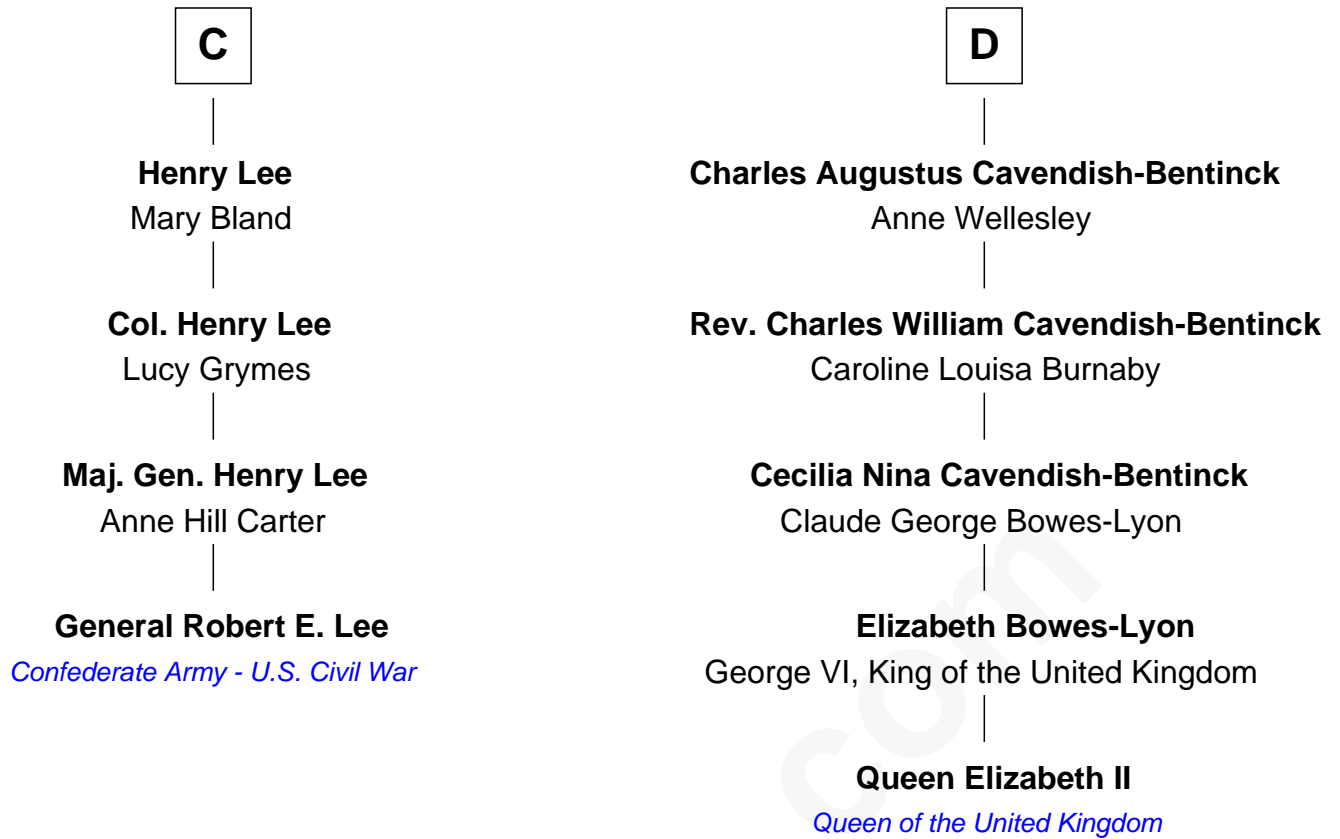 C
Henry Lee
Mary Bland
Col. Henry Lee
Lucy Grymes
Maj. Gen. Henry Lee
Anne Hill Carter
General Robert E. Lee
Confederate Army - U.S. Civil War
D
Charles Augustus Cavendish-Bentinck
Anne Wellesley
Rev. Charles William Cavendish-Bentinck
Caroline Louisa Burnaby
Cecilia Nina Cavendish-Bentinck
Claude George Bowes-Lyon
Elizabeth Bowes-Lyon
George VI, King of the United Kingdom
Queen Elizabeth II
Queen of the United Kingdom
com